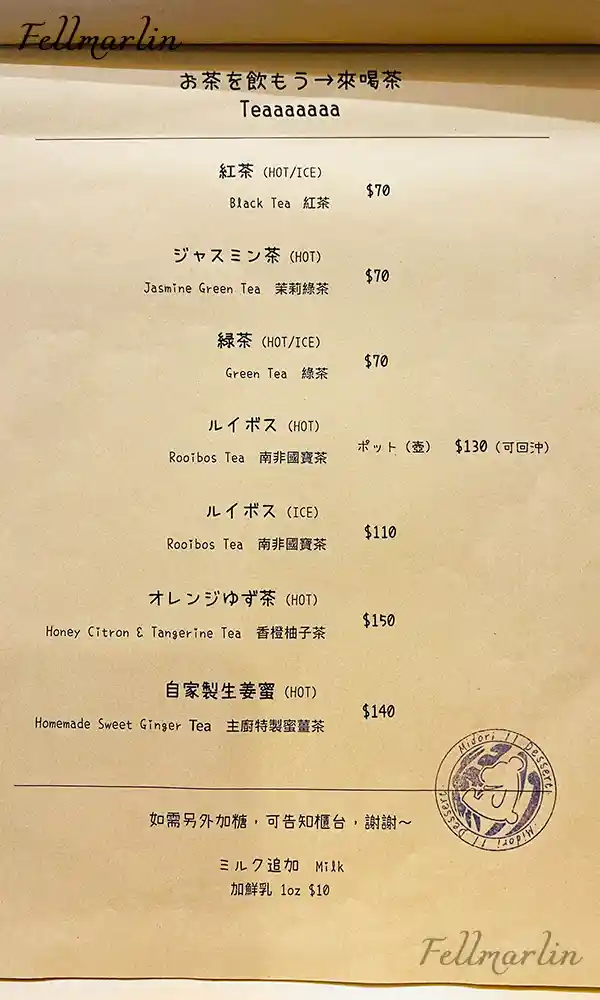 Fellmarlin
お茶を飲もう→來喝茶
Teaaaaaaa
紅茶 (HOT/ICE)
Black Tea 紅茶
$70
ジャスミン茶 (HOT)
Jasmine Green Tea 茉莉綠茶
$70
緑茶 (HOT/ICE)
Green Tea 綠茶
$70
ルイボス (HOT)
Rooibos Tea 南非國寶茶
ポット (壺) $130 (可回沖)
ルイボス (ICE)
Rooibos Tea 南非國寶茶
$110
オレンジゆず茶 (HOT)
Honey Citron & Tangerine Tea 香橙柚子茶
$150
自家製生姜蜜 (HOT)
Homemade Sweet Ginger Tea 主廚特製蜜薑茶
$140
Midori II Dessert
Midori II Dessert
如需另外加糖，可告知櫃台，謝謝～
ミルク追加 Milk
加鮮乳 1oz $10
Fellmarlin